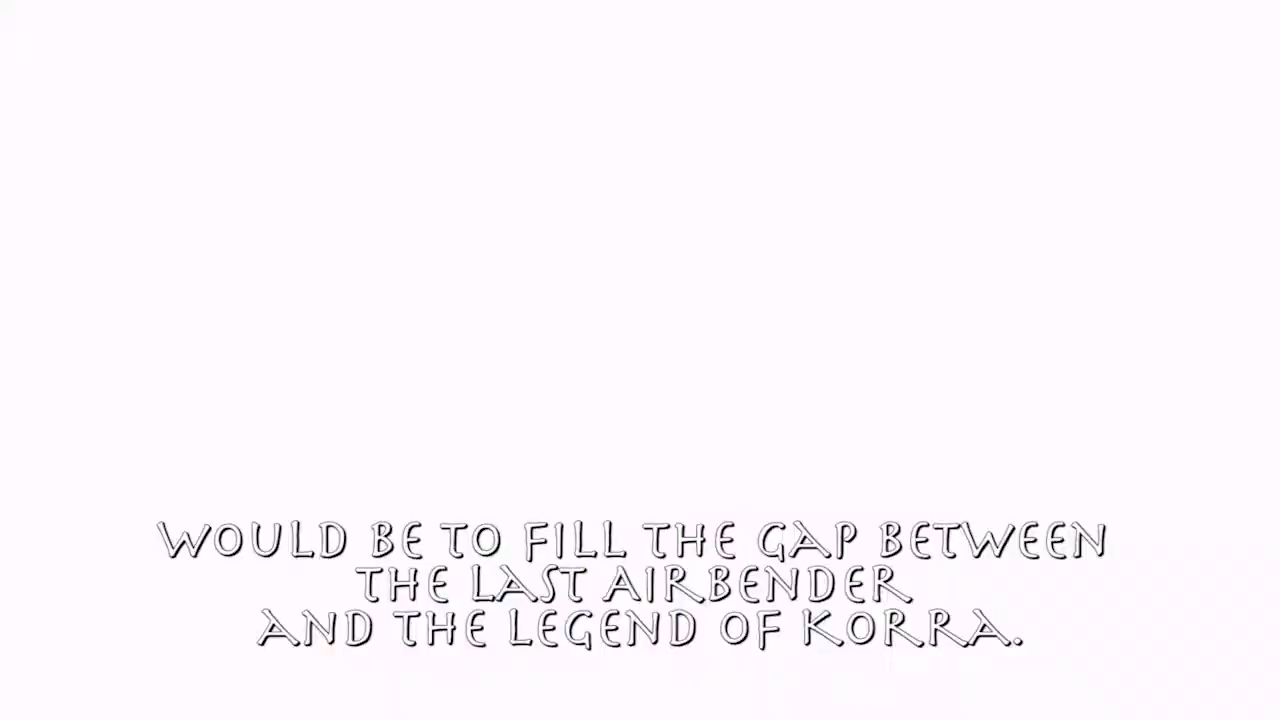 WOULD BE TO FILL THE GAP BETWEEN
THE LAST AIRBENDER
AND THE LEGEND OF KORRA.